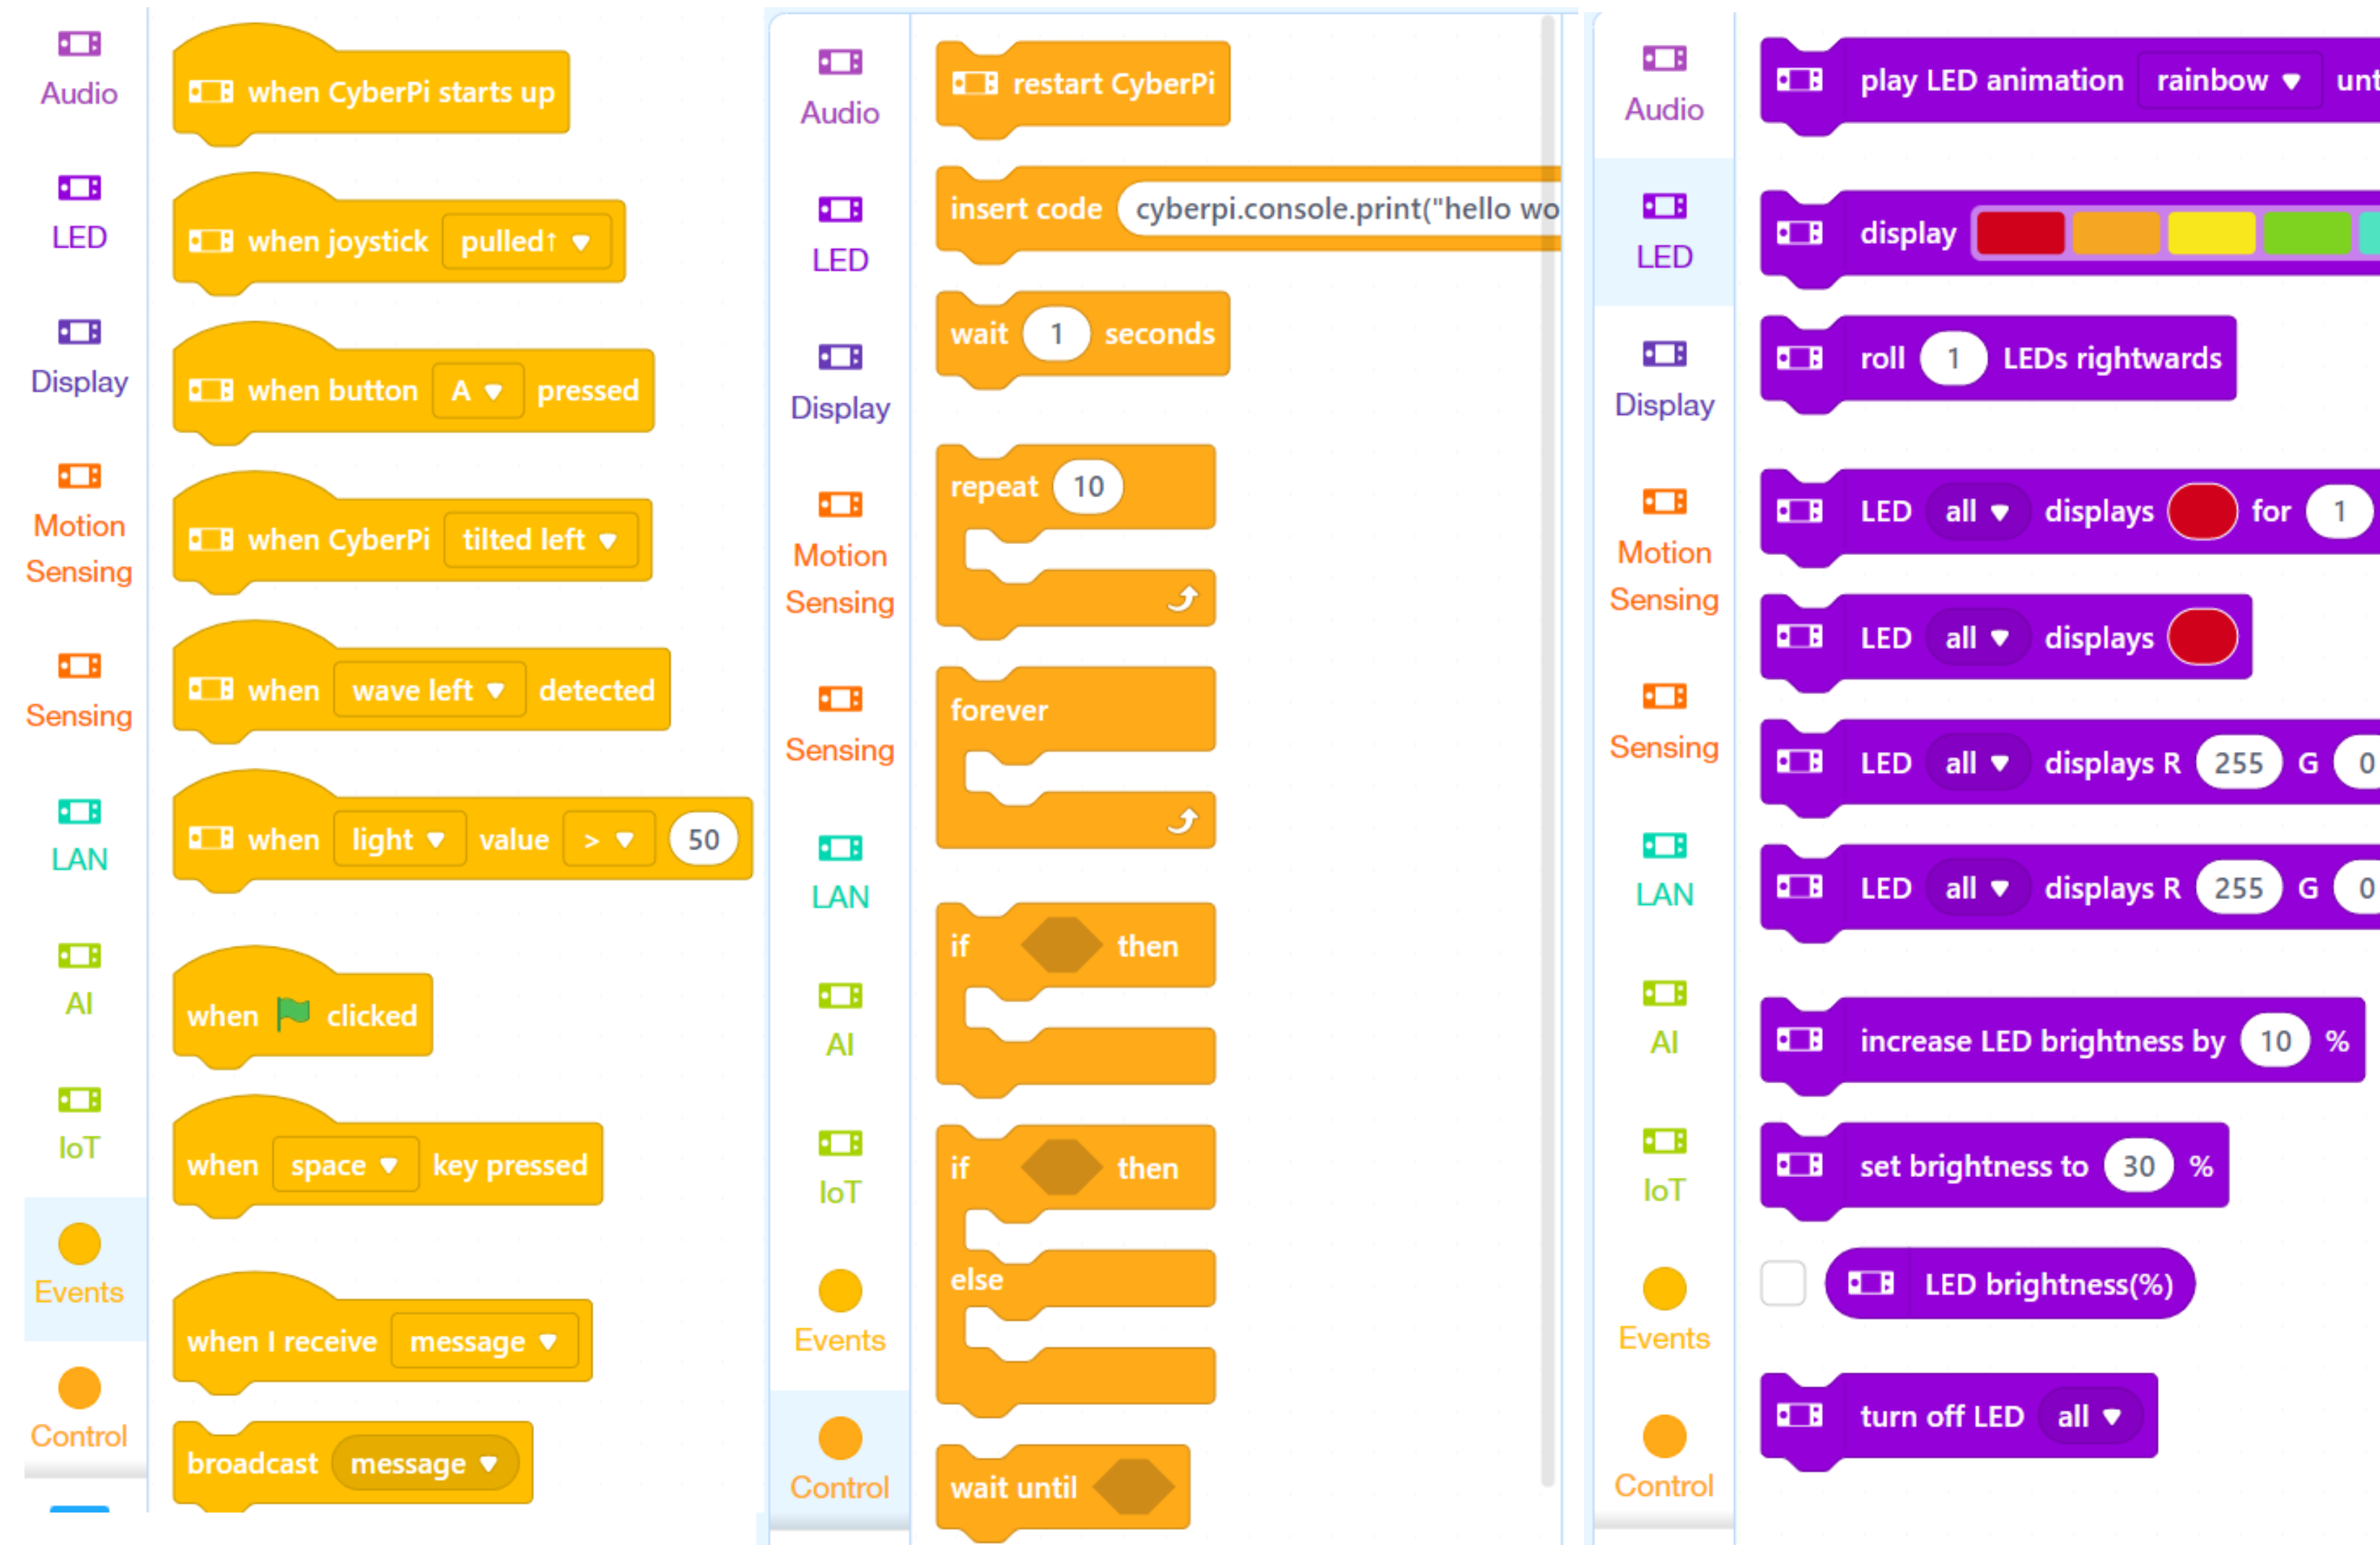 Audio
LED
Display
Motion
Sensing
Sensing
LAN
AI
IoT
Events
Control
when CyberPi starts up
when joystick pulled↑
when button A pressed
when CyberPi tilted left
when wave left detected
when light value > 50
when clicked
when space key pressed
when I receive message
broadcast message
Audio
LED
Display
Motion
Sensing
Sensing
LAN
AI
IoT
Events
Control
restart CyberPi
insert code cyberpi.console.print("hello wo
wait 1 seconds
repeat 10
forever
if then
if then
else
wait until
Audio
LED
Display
Motion
Sensing
Sensing
LAN
AI
IoT
Events
Control
play LED animation rainbow unt
display
roll 1 LEDs rightwards
LED all displays for 1
LED all displays
LED all displays R 255 G 0
LED all displays R 255 G 0
increase LED brightness by 10 %
set brightness to 30 %
LED brightness(%)
turn off LED all